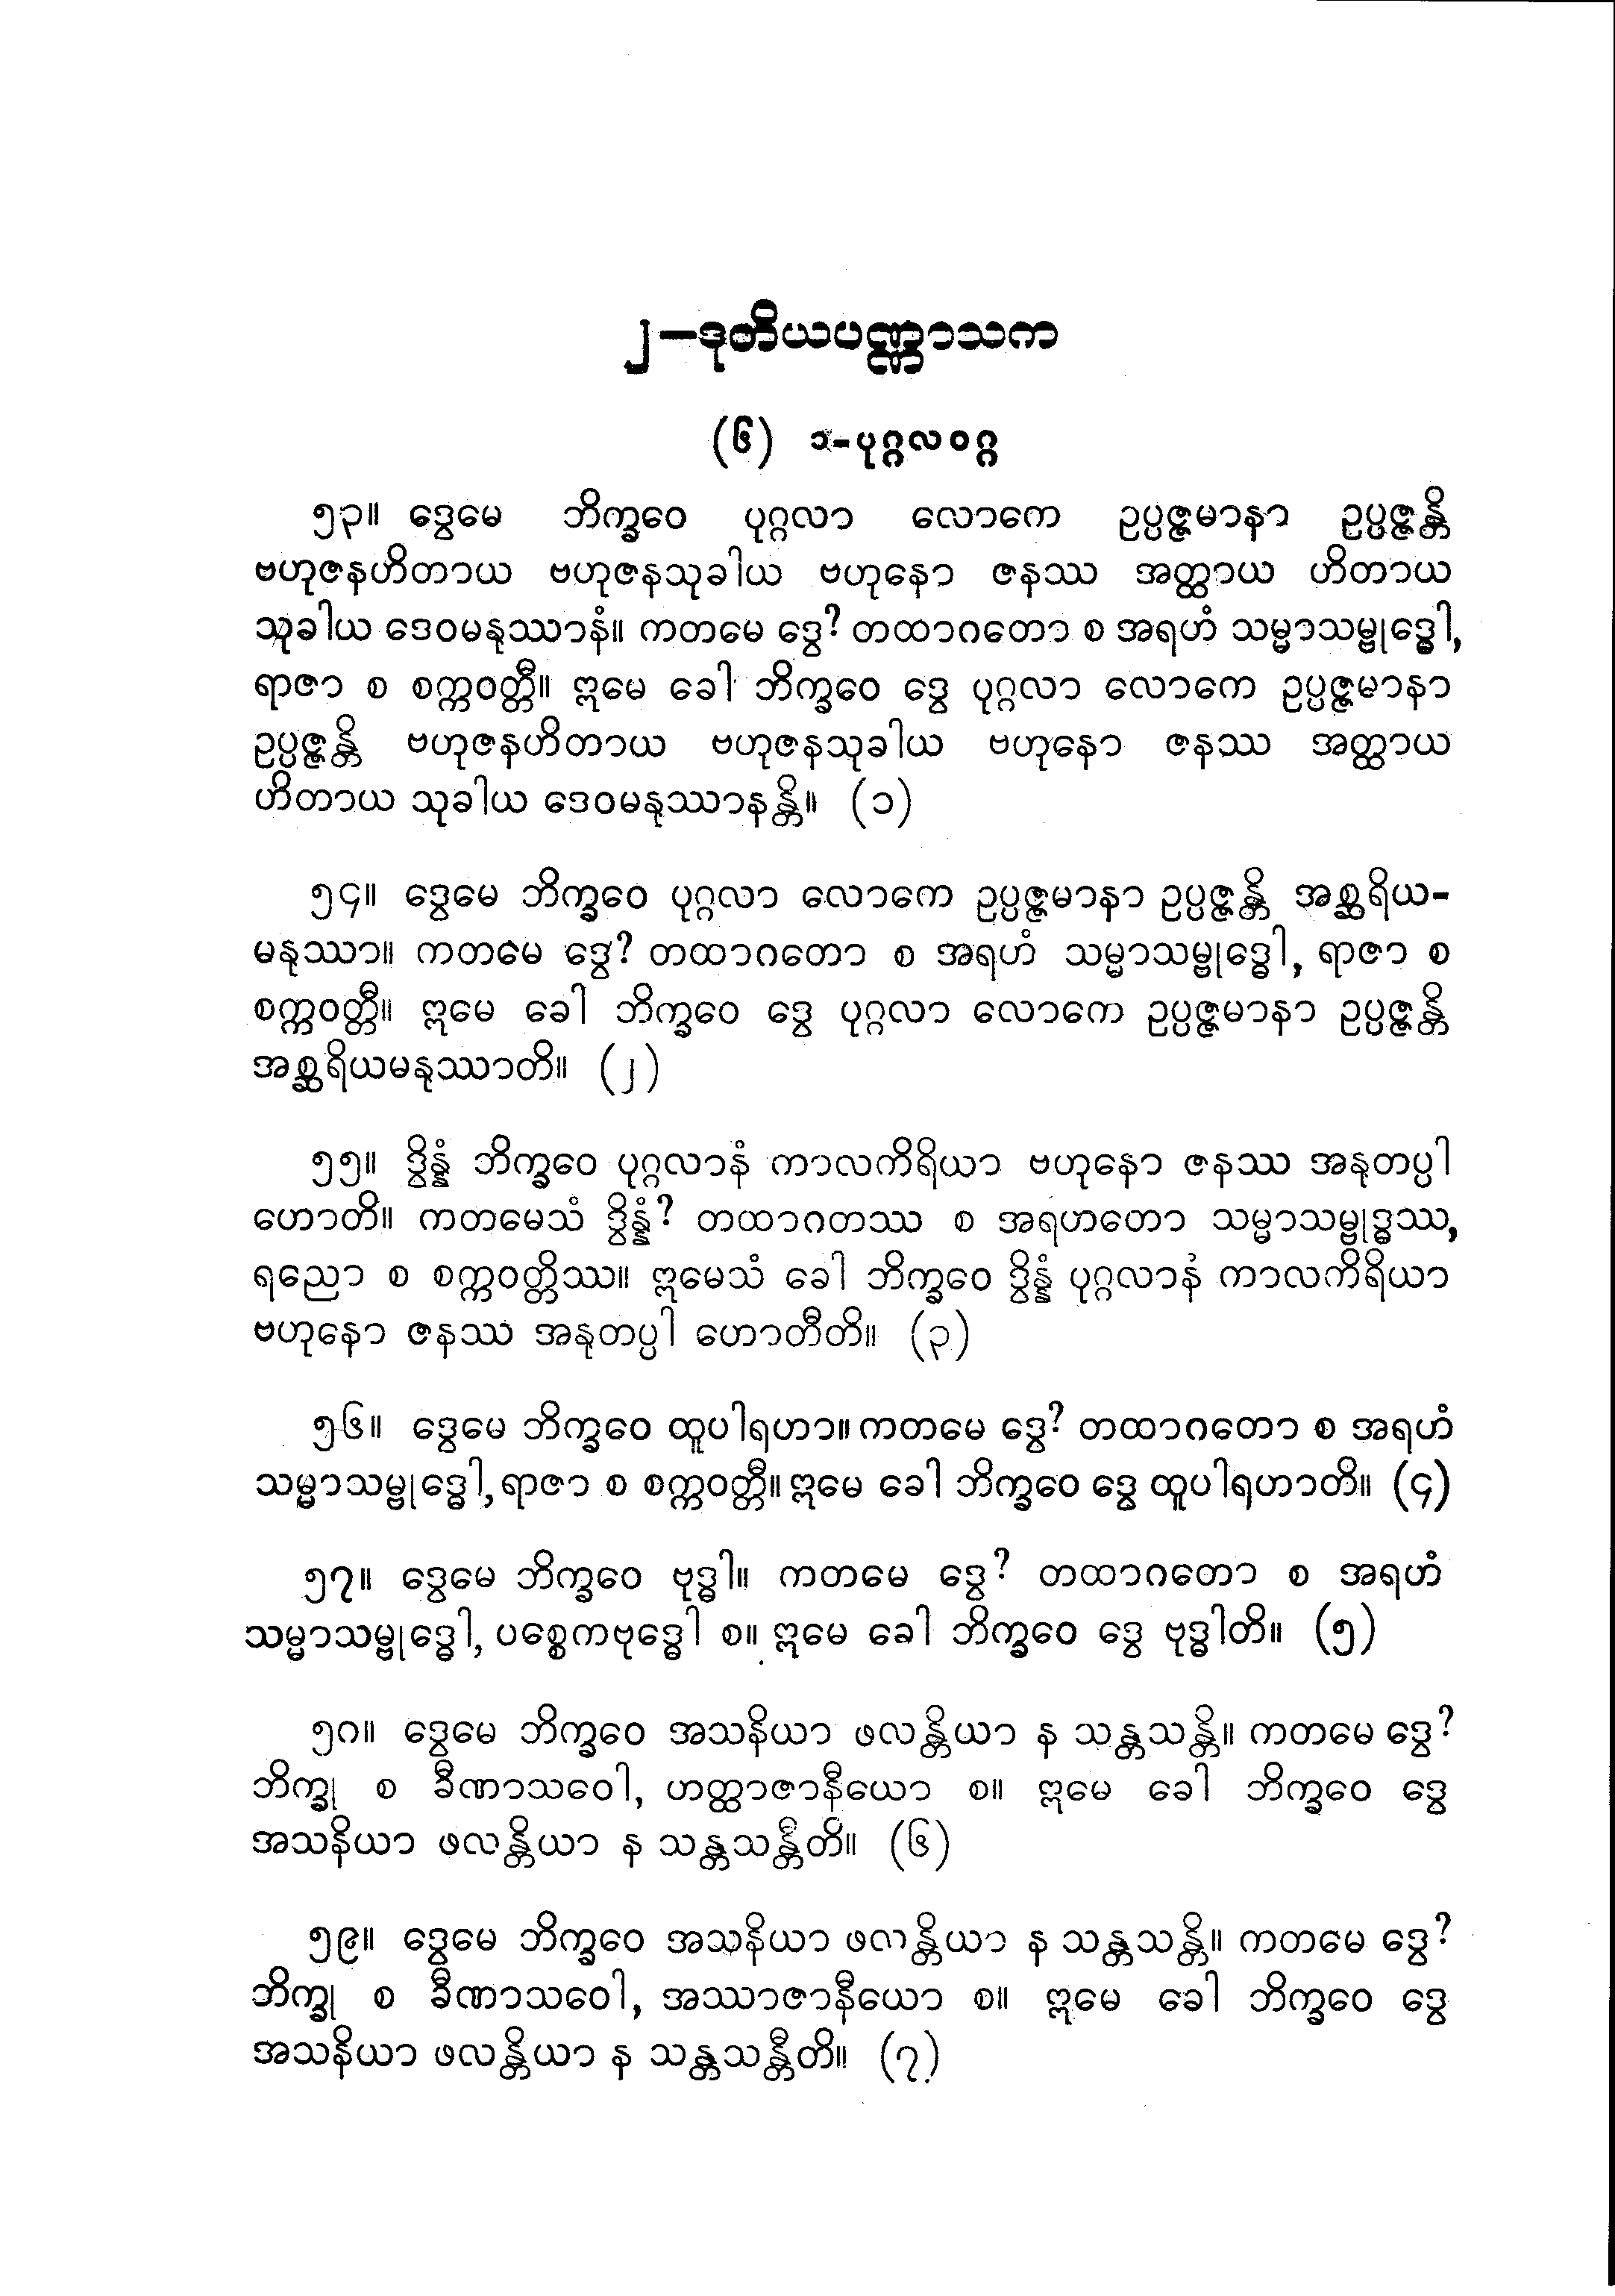 ၂–ဒုတိယပဏ္ဏာသက
(၆) ၁-ပုဂ္ဂလဝဂ္ဂ
၅၃။ ဒွေမေ ဘိက္ခဝေ ပုဂ္ဂလာ လောကေ ဥပ္ပဇ္ဇမာနာ ဥပ္ပဇ္ဇန္တိ
ဗဟုဇနဟိတာယ ဗဟုဇနသုခါယ ဗဟုနော ဇနဿ အတ္ထာယ ဟိတာယ
သုခါယ ဒေဝမနုဿာနံ။ ကတမေ ဒွေ? တထာဂတော စ အရဟံ သမ္မာသမ္ဗုဒ္ဓေါ,
ရာဇာ စ စက္ကဝတ္တီ။ ဣမေ ခေါ ဘိက္ခဝေ ဒွေ ပုဂ္ဂလာ လောကေ ဥပ္ပဇ္ဇမာနာ
ဥပ္ပဇ္ဇန္တိ ဗဟုဇနဟိတာယ ဗဟုဇနသုခါယ ဗဟုနော ဇနဿ အတ္ထာယ
ဟိတာယ သုခါယ ဒေဝမနုဿာနန္တိ။ (၁)
၅၄။ ဒွေမေ ဘိက္ခဝေ ပုဂ္ဂလာ လောကေ ဥပ္ပဇ္ဇမာနာ ဥပ္ပဇ္ဇန္တိ အစ္ဆရိယ-
မနုဿာ။ ကတမေ ဒွေ? တထာဂတော စ အရဟံ သမ္မာသမ္ဗုဒ္ဓေါ, ရာဇာ စ
စက္ကဝတ္တီ။ ဣမေ ခေါ ဘိက္ခဝေ ဒွေ ပုဂ္ဂလာ လောကေ ဥပ္ပဇ္ဇမာနာ ဥပ္ပဇ္ဇန္တိ
အစ္ဆရိယမနုဿာတိ။ (၂)
၅၅။ ဒွိန္နံ ဘိက္ခဝေ ပုဂ္ဂလာနံ ကာလကိရိယာ ဗဟုနော ဇနဿ အနုတပ္ပါ
ဟောတိ။ ကတမေသံ ဒွိန္နံ? တထာဂတဿ စ အရဟတော သမ္မာသမ္ဗုဒ္ဓဿ,
ရညော စ စက္ကဝတ္တိဿ။ ဣမေသံ ခေါ ဘိက္ခဝေ ဒွိန္နံ ပုဂ္ဂလာနံ ကာလကိရိယာ
ဗဟုနော ဇနဿ အနုတပ္ပါ ဟောတီတိ။ (၃)
၅၆။ ဒွေမေ ဘိက္ခဝေ ထူပါရဟာ။ ကတမေ ဒွေ? တထာဂတော စ အရဟံ
သမ္မာသမ္ဗုဒ္ဓေါ, ရာဇာ စ စက္ကဝတ္တီ။ ဣမေ ခေါ ဘိက္ခဝေ ဒွေ ထူပါရဟာတိ။ (၄)
၅၇။ ဒွေမေ ဘိက္ခဝေ ဗုဒ္ဓါ။ ကတမေ ဒွေ? တထာဂတော စ အရဟံ
သမ္မာသမ္ဗုဒ္ဓေါ, ပစ္စေကဗုဒ္ဓေါ စ။ ဣမေ ခေါ ဘိက္ခဝေ ဒွေ ဗုဒ္ဓါတိ။ (၅)
၅၈။ ဒွေမေ ဘိက္ခဝေ အသနိယာ ဖလန္တိယာ န သန္တသန္တိ။ ကတမေ ဒွေ?
ဘိက္ခု စ ခီဏာသဝေါ, ဟတ္ထာဇာနီယော စ။ ဣမေ ခေါ ဘိက္ခဝေ ဒွေ
အသနိယာ ဖလန္တိယာ န သန္တသန္တီတိ။ (၆)
၅၉။ ဒွေမေ ဘိက္ခဝေ အသနိယာ ဖလန္တိယာ န သန္တသန္တိ။ ကတမေ ဒွေ?
ဘိက္ခု စ ခီဏာသဝေါ, အဿာဇာနီယော စ။ ဣမေ ခေါ ဘိက္ခဝေ ဒွေ
အသနိယာ ဖလန္တိယာ န သန္တသန္တီတိ။ (၇)